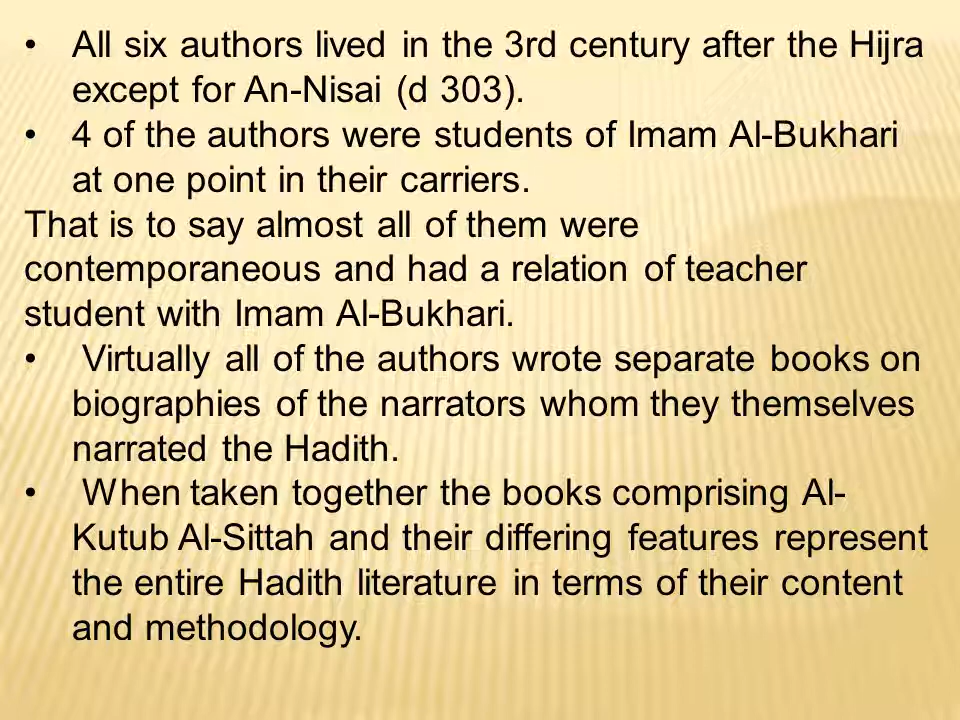 • All six authors lived in the 3rd century after the Hijra
except for An-Nisai (d 303).
• 4 of the authors were students of Imam Al-Bukhari
at one point in their carriers.
That is to say almost all of them were
contemporaneous and had a relation of teacher
student with Imam Al-Bukhari.
• Virtually all of the authors wrote separate books on
biographies of the narrators whom they themselves
narrated the Hadith.
• When taken together the books comprising Al-
Kutub Al-Sittah and their differing features represent
the entire Hadith literature in terms of their content
and methodology.